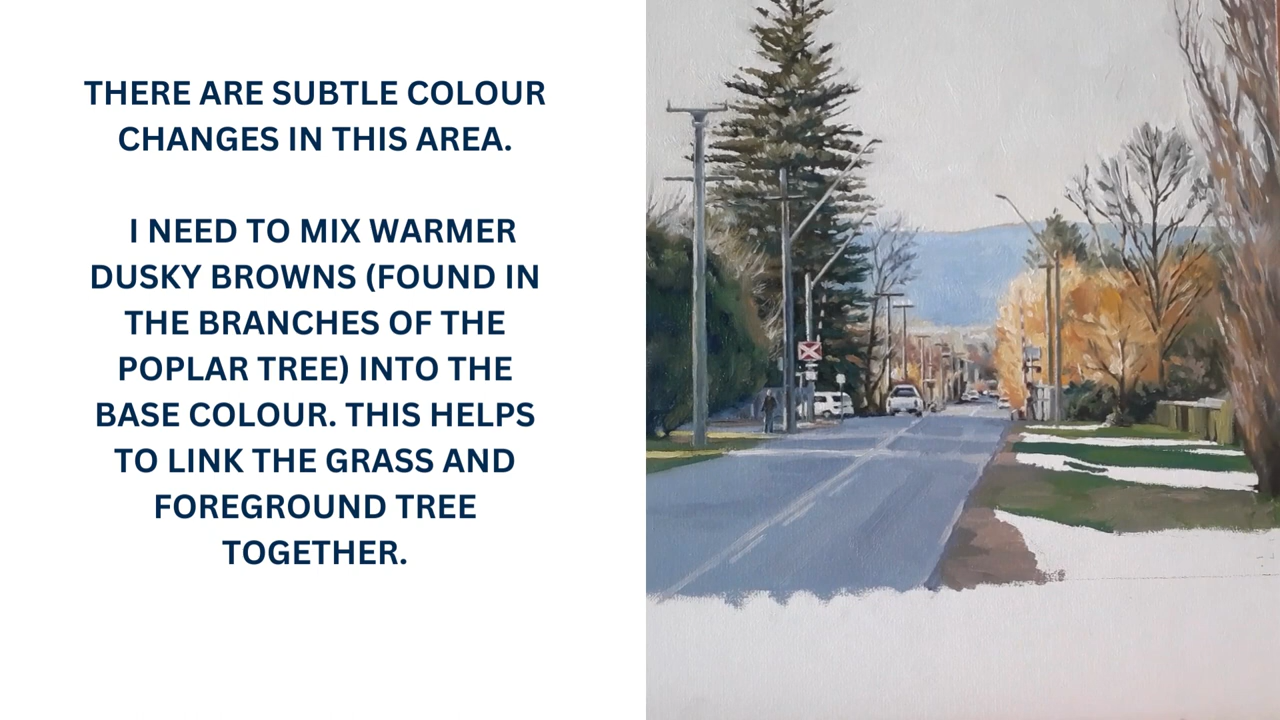 THERE ARE SUBTLE COLOUR
CHANGES IN THIS AREA.
I NEED TO MIX WARMER
DUSKY BROWNS (FOUND IN
THE BRANCHES OF THE
POPLAR TREE) INTO THE
BASE COLOUR. THIS HELPS
TO LINK THE GRASS AND
FOREGROUND TREE
TOGETHER.